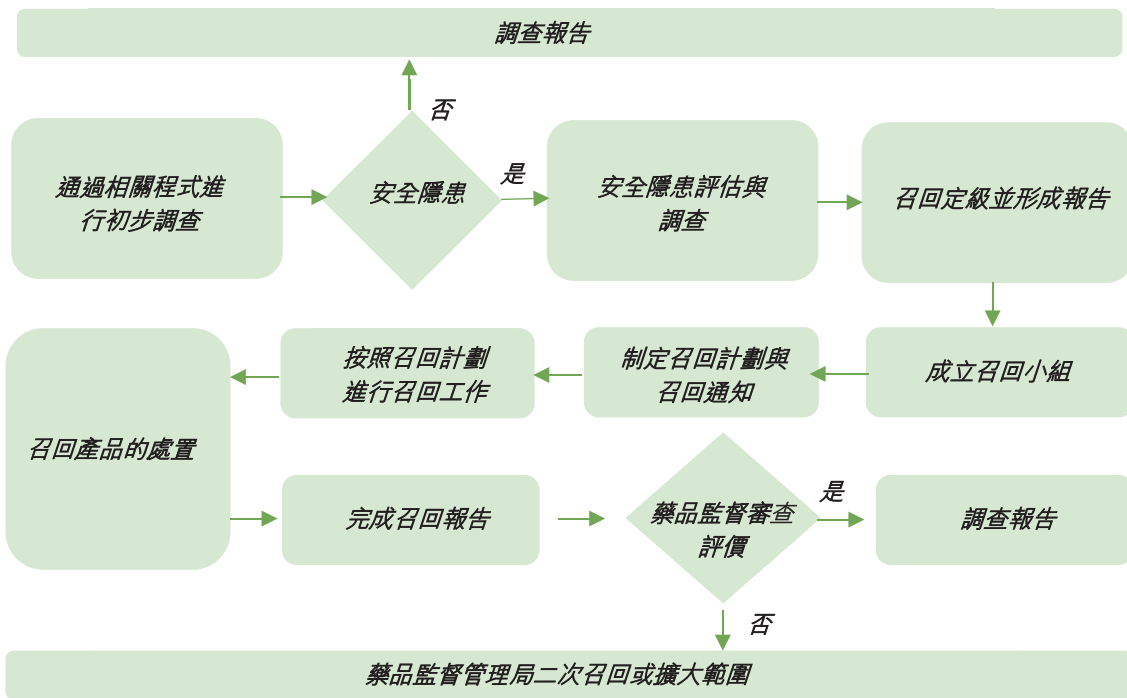 調查報告
否
通過相關程式進
行初步調查
安全隱患
是
安全隱患評估與
調查
召回定級並形成報告
成立召回小組
制定召回計劃與
召回通知
按照召回計劃
進行召回工作
召回產品的處置
完成召回報告
藥品監督審查
評價
是
調查報告
否
藥品監督管理局二次召回或擴大範圍